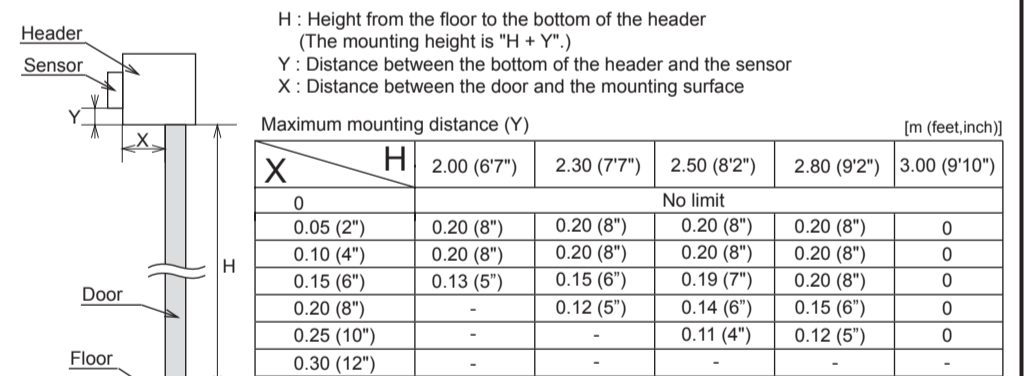 H : Height from the floor to the bottom of the header
(The mounting height is "H + Y".)
Y : Distance between the bottom of the header and the sensor
X : Distance between the door and the mounting surface
Header
Sensor
Y
X
H
Door
Floor
Maximum mounting distance (Y) [m (feet,inch)]
X H 2.00 (6'7") 2.30 (7'7") 2.50 (8'2") 2.80 (9'2") 3.00 (9'10")
0 No limit
0.05 (2") 0.20 (8") 0.20 (8") 0.20 (8") 0.20 (8") 0
0.10 (4") 0.20 (8") 0.20 (8") 0.20 (8") 0.20 (8") 0
0.15 (6") 0.13 (5”) 0.15 (6”) 0.19 (7") 0.20 (8") 0
0.20 (8") - 0.12 (5”) 0.14 (6”) 0.15 (6”) 0
0.25 (10") - - 0.11 (4") 0.12 (5”) 0
0.30 (12") - - - - -